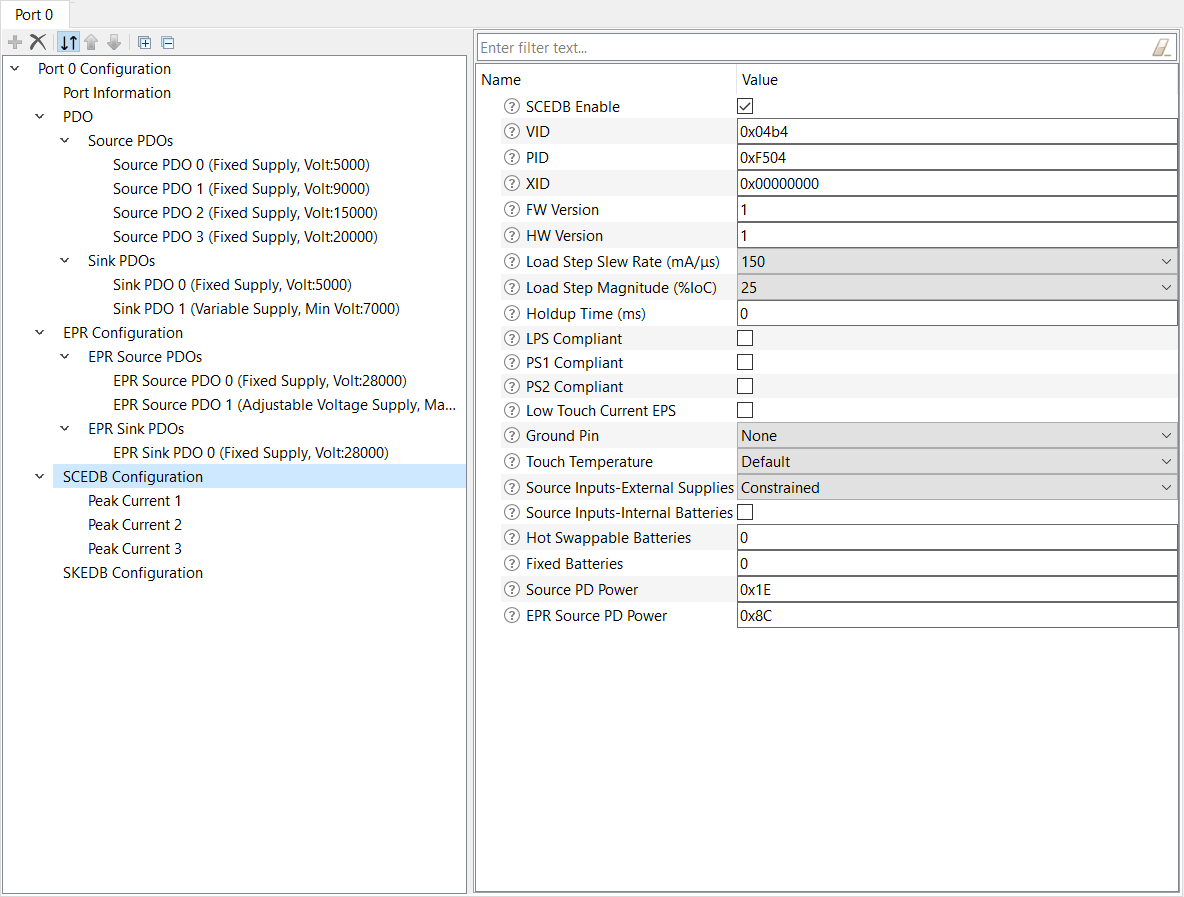 Port 0
Port 0 Configuration
Port Information
PDO
Source PDOs
Source PDO 0 (Fixed Supply, Volt:5000)
Source PDO 1 (Fixed Supply, Volt:9000)
Source PDO 2 (Fixed Supply, Volt:15000)
Source PDO 3 (Fixed Supply, Volt:20000)
Sink PDOs
Sink PDO 0 (Fixed Supply, Volt:5000)
Sink PDO 1 (Variable Supply, Min Volt:7000)
EPR Configuration
EPR Source PDOs
EPR Source PDO 0 (Fixed Supply, Volt:28000)
EPR Source PDO 1 (Adjustable Voltage Supply, Ma...
EPR Sink PDOs
EPR Sink PDO 0 (Fixed Supply, Volt:28000)
SCEDB Configuration
Peak Current 1
Peak Current 2
Peak Current 3
SKEDB Configuration
Enter filter text...
Name Value
SCEDB Enable
VID 0x04b4
PID 0xF504
XID 0x00000000
FW Version 1
HW Version 1
Load Step Slew Rate (mA/µs) 150
Load Step Magnitude (%IoC) 25
Holdup Time (ms) 0
LPS Compliant
PS1 Compliant
PS2 Compliant
Low Touch Current EPS
Ground Pin None
Touch Temperature Default
Source Inputs-External Supplies Constrained
Source Inputs-Internal Batteries
Hot Swappable Batteries 0
Fixed Batteries 0
Source PD Power 0x1E
EPR Source PD Power 0x8C